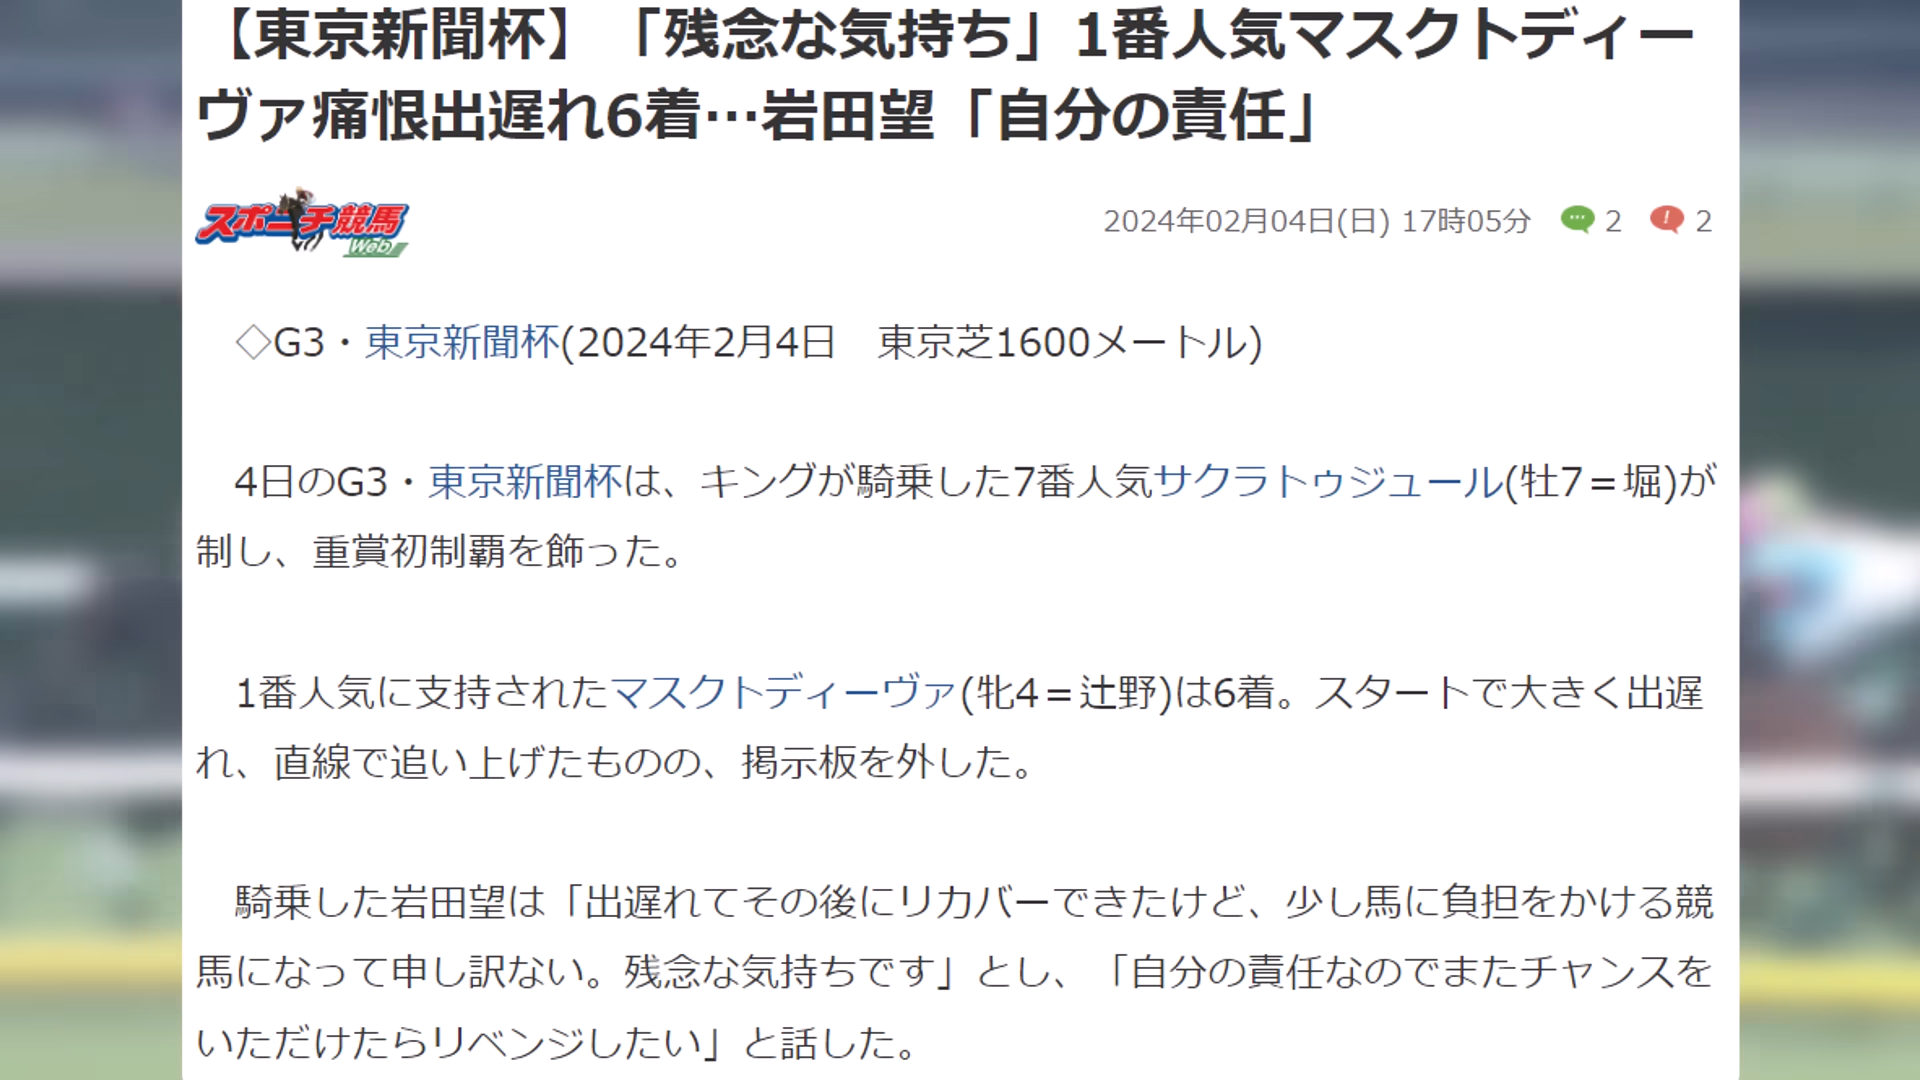 【東京新聞杯】「残念な気持ち」1番人気マスクトディー
ヴァ痛恨出遅れ6着…岩田望「自分の責任」
スポニチ競馬
Web
2024年02月04日(日) 17時05分 2 2
◇G3・東京新聞杯(2024年2月4日 東京芝1600メートル)
4日のG3・東京新聞杯は、キングが騎乗した7番人気サクラトゥジュール(牡7＝堀)が
制し、重賞初制覇を飾った。
1番人気に支持されたマスクトディーヴァ(牝4＝辻野)は6着。スタートで大きく出遅
れ、直線で追い上げたものの、掲示板を外した。
騎乗した岩田望は「出遅れてその後にリカバーできたけど、少し馬に負担をかける競
馬になって申し訳ない。残念な気持ちです」とし、「自分の責任なのでまたチャンスを
いただけたらリベンジしたい」と話した。